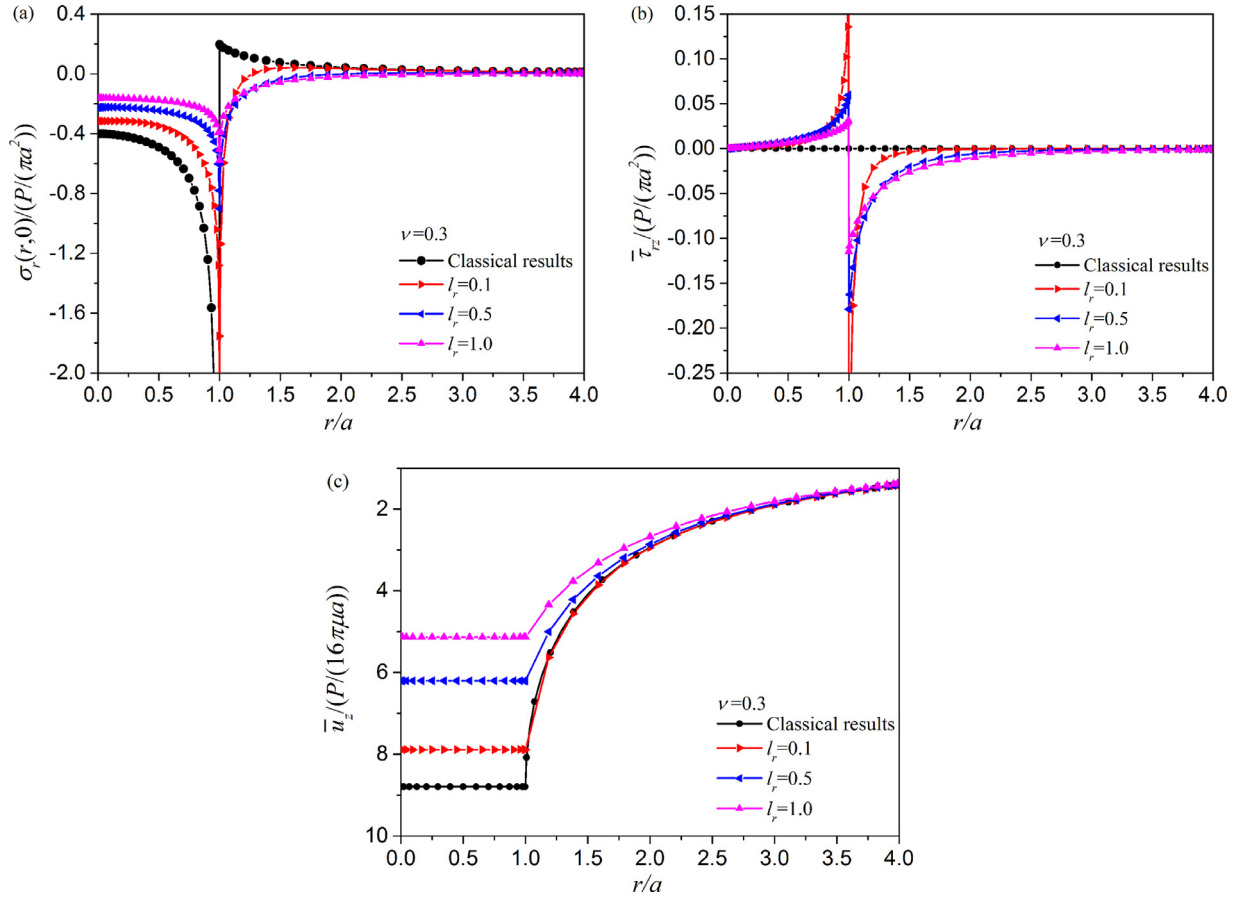 (a)
0.4
0.0
-0.4
-0.8
-1.2
-1.6
-2.0
σr(r,0)/(P/(πa²))
ν=0.3
Classical results
lr=0.1
lr=0.5
lr=1.0
0.0 0.5 1.0 1.5 2.0 2.5 3.0 3.5 4.0
r/a
(b)
0.15
0.10
0.05
0.00
-0.05
-0.10
-0.15
-0.20
-0.25
τ̄rz/(P/(πa²))
ν=0.3
Classical results
lr=0.1
lr=0.5
lr=1.0
0.0 0.5 1.0 1.5 2.0 2.5 3.0 3.5 4.0
r/a
(c)
2
4
6
8
10
ūz/(P/(16πμa)
ν=0.3
Classical results
lr=0.1
lr=0.5
lr=1.0
0.0 0.5 1.0 1.5 2.0 2.5 3.0 3.5 4.0
r/a